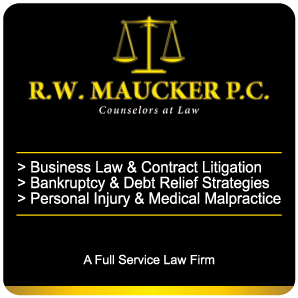 R.W. MAUCKER P.C.
Counselors at Law
> Business Law & Contract Litigation
> Bankruptcy & Debt Relief Strategies
> Personal Injury & Medical Malpractice
A Full Service Law Firm